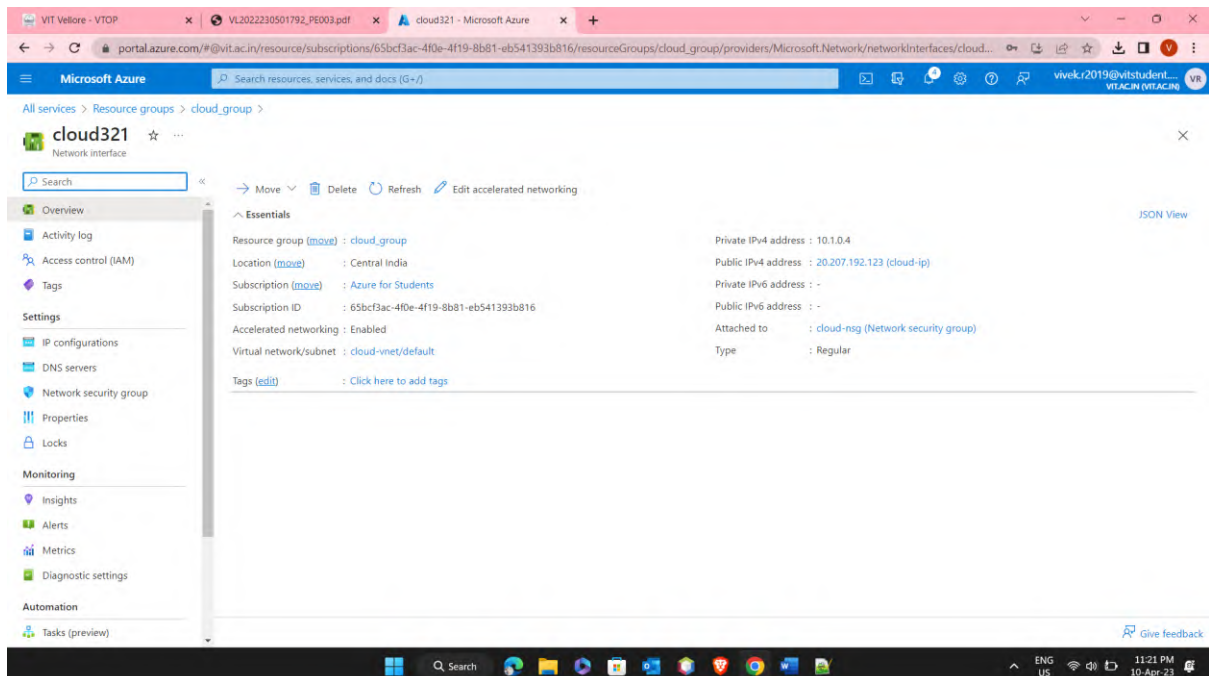 VIT Vellore - VTOP
VL2022230501792_PE003.pdf
cloud321 - Microsoft Azure
portal.azure.com/#@vit.ac.in/resource/subscriptions/65bcf3ac-4f0e-4f19-8b81-eb541393b816/resourceGroups/cloud_group/providers/Microsoft.Network/networkInterfaces/cloud...
V
Microsoft Azure
Search resources, services, and docs (G+/)
4
vivek.r2019@vitstudent....
VIT.AC.IN (VIT.AC.IN)
VR
All services > Resource groups > cloud_group >
cloud321
Network interface
Search
Move
Delete
Refresh
Edit accelerated networking
Overview
Activity log
Access control (IAM)
Tags
Settings
IP configurations
DNS servers
Network security group
Properties
Locks
Monitoring
Insights
Alerts
Metrics
Diagnostic settings
Automation
Tasks (preview)
Essentials
JSON View
Resource group (move) : cloud_group
Location (move) : Central India
Subscription (move) : Azure for Students
Subscription ID : 65bcf3ac-4f0e-4f19-8b81-eb541393b816
Accelerated networking : Enabled
Virtual network/subnet : cloud-vnet/default
Private IPv4 address : 10.1.0.4
Public IPv4 address : 20.207.192.123 (cloud-ip)
Private IPv6 address : -
Public IPv6 address : -
Attached to : cloud-nsg (Network security group)
Type : Regular
Tags (edit) : Click here to add tags
Give feedback
Search
ENG
US
11:21 PM
10-Apr-23